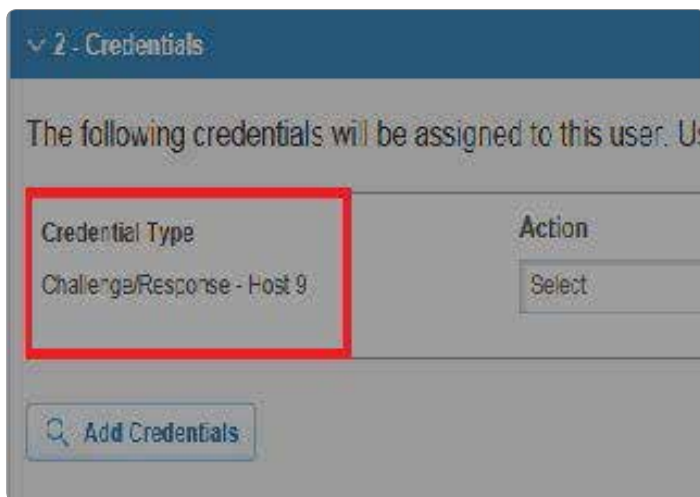 2 - Credentials
The following credentials will be assigned to this user.
Credential Type
Action
Challenge/Response - Host 9
Select
Add Credentials